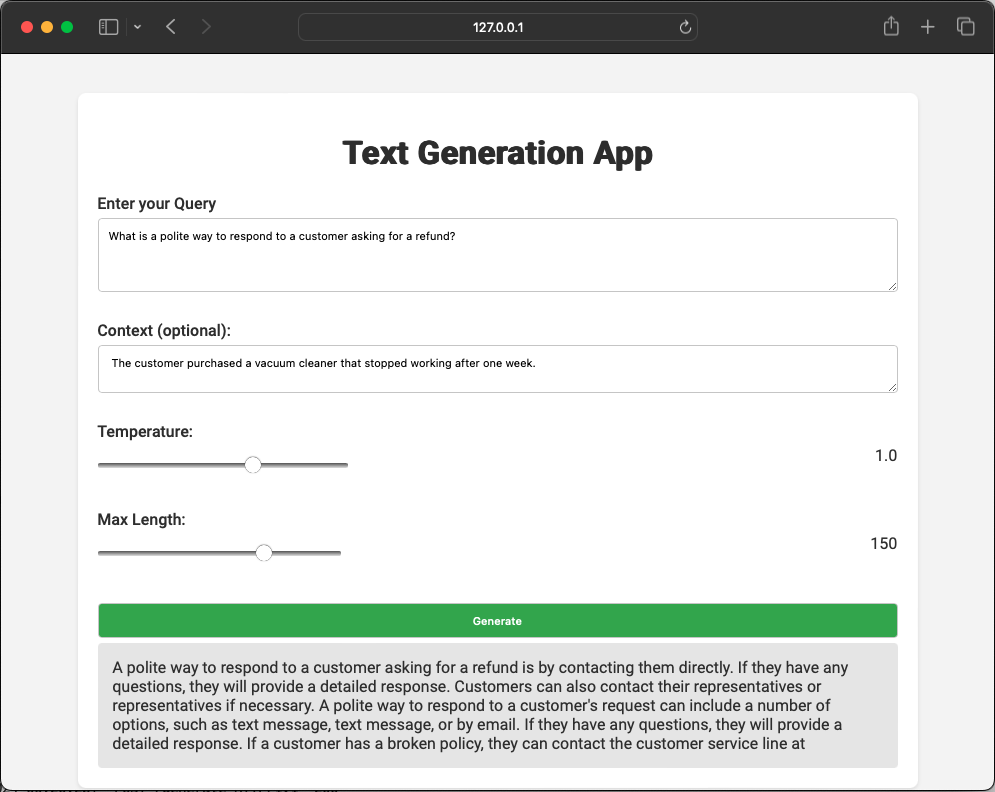 127.0.0.1
Text Generation App
Enter your Query
What is a polite way to respond to a customer asking for a refund?
Context (optional):
The customer purchased a vacuum cleaner that stopped working after one week.
Temperature:
1.0
Max Length:
150
Generate
A polite way to respond to a customer asking for a refund is by contacting them directly. If they have any
questions, they will provide a detailed response. Customers can also contact their representatives or
representatives if necessary. A polite way to respond to a customer's request can include a number of
options, such as text message, text message, or by email. If they have any questions, they will provide a
detailed response. If a customer has a broken policy, they can contact the customer service line at